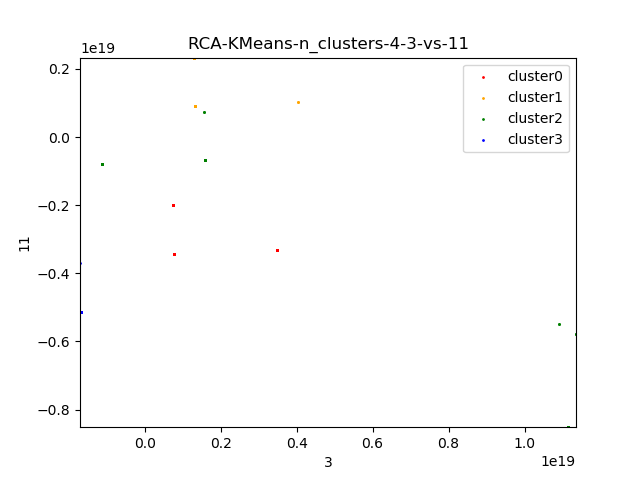 RCA-KMeans-n_clusters-4-3-vs-11
1e19
0.2
0.0
−0.2
−0.4
−0.6
−0.8
11
cluster0
cluster1
cluster2
cluster3
0.0 0.2 0.4 0.6 0.8 1.0
3
1e19